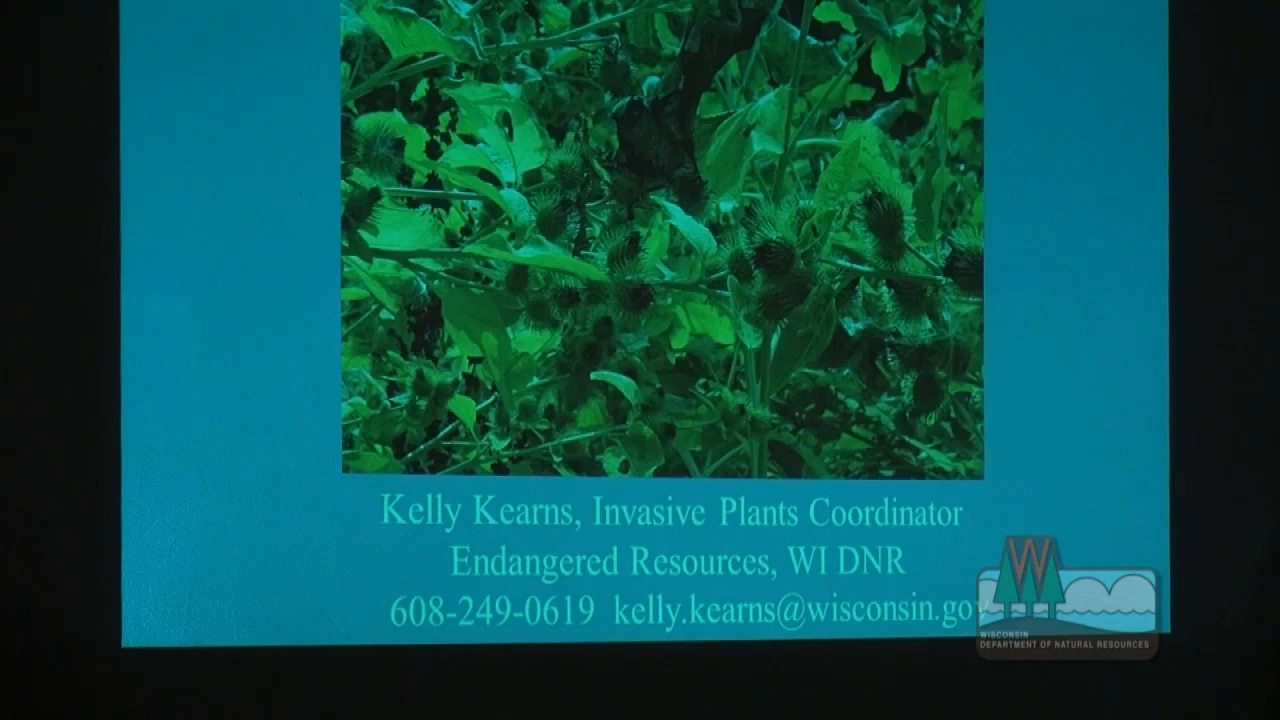 Kelly Kearns, Invasive Plants Coordinator
Endangered Resources, WI DNR
608-249-0619 kelly.kearns@wisconsin.gov
WISCONSIN
DEPARTMENT OF NATURAL RESOURCES